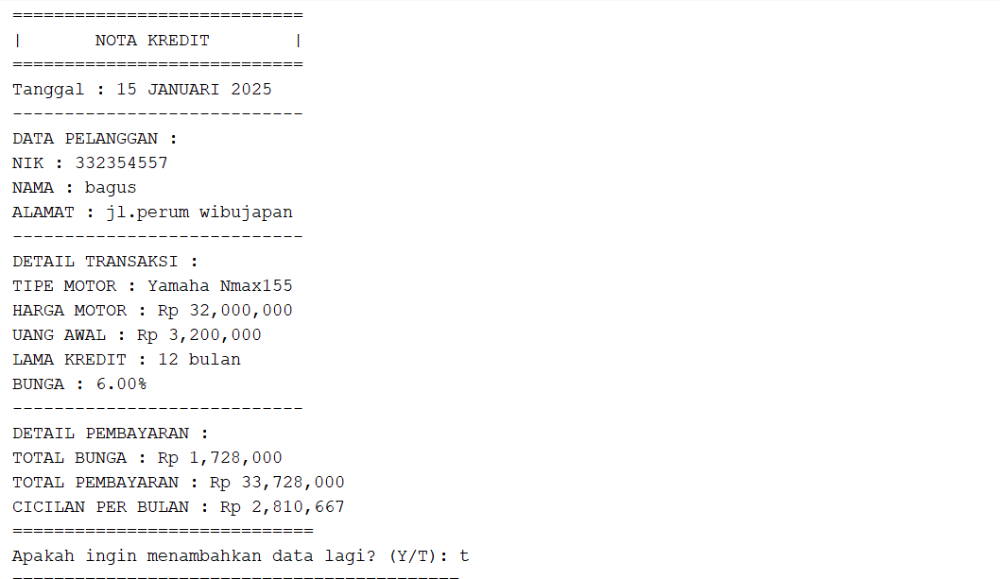 ============================
|       NOTA KREDIT        |
============================
Tanggal : 15 JANUARI 2025
----------------------------
DATA PELANGGAN :
NIK : 332354557
NAMA : bagus
ALAMAT : jl.perum wibujapan
----------------------------
DETAIL TRANSAKSI :
TIPE MOTOR : Yamaha Nmax155
HARGA MOTOR : Rp 32,000,000
UANG AWAL : Rp 3,200,000
LAMA KREDIT : 12 bulan
BUNGA : 6.00%
----------------------------
DETAIL PEMBAYARAN :
TOTAL BUNGA : Rp 1,728,000
TOTAL PEMBAYARAN : Rp 33,728,000
CICILAN PER BULAN : Rp 2,810,667
=============================
Apakah ingin menambahkan data lagi? (Y/T): t
===========================================